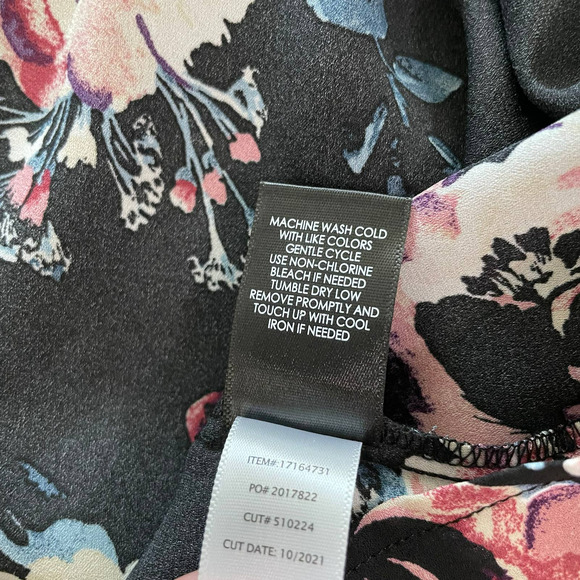 MACHINE WASH COLD
WITH LIKE COLORS
GENTLE CYCLE
USE NON-CHLORINE
BLEACH IF NEEDED
TUMBLE DRY LOW
REMOVE PROMPTLY AND
TOUCH UP WITH COOL
IRON IF NEEDED
ITEM#:17164731
PO# 2017822
CUT# 510224
CUT DATE: 10/2021